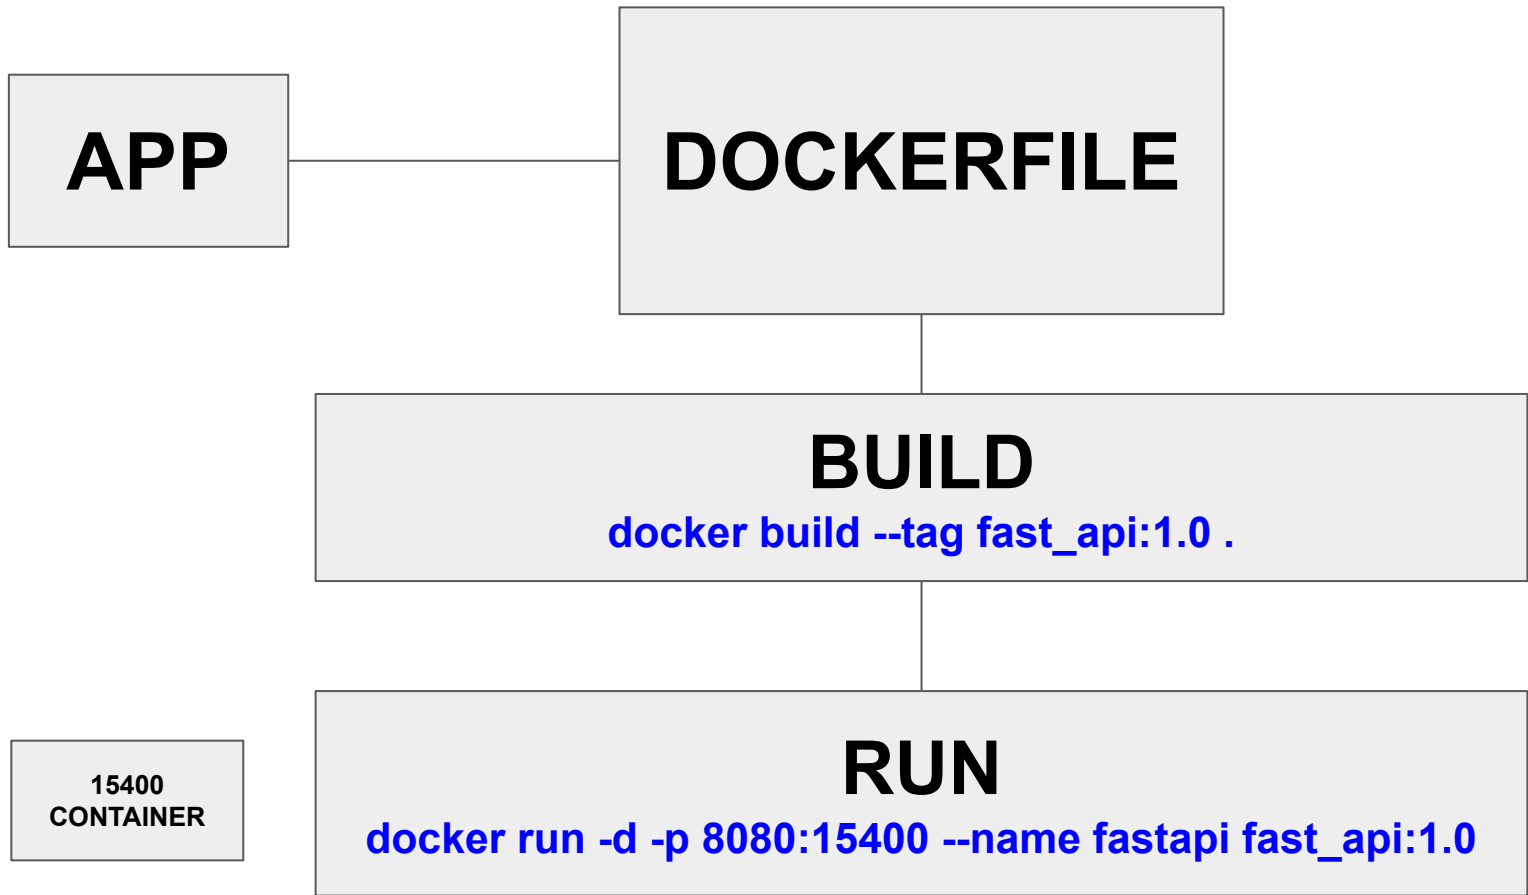 APP
DOCKERFILE
BUILD
docker build --tag fast_api:1.0 .
15400
CONTAINER
RUN
docker run -d -p 8080:15400 --name fastapi fast_api:1.0